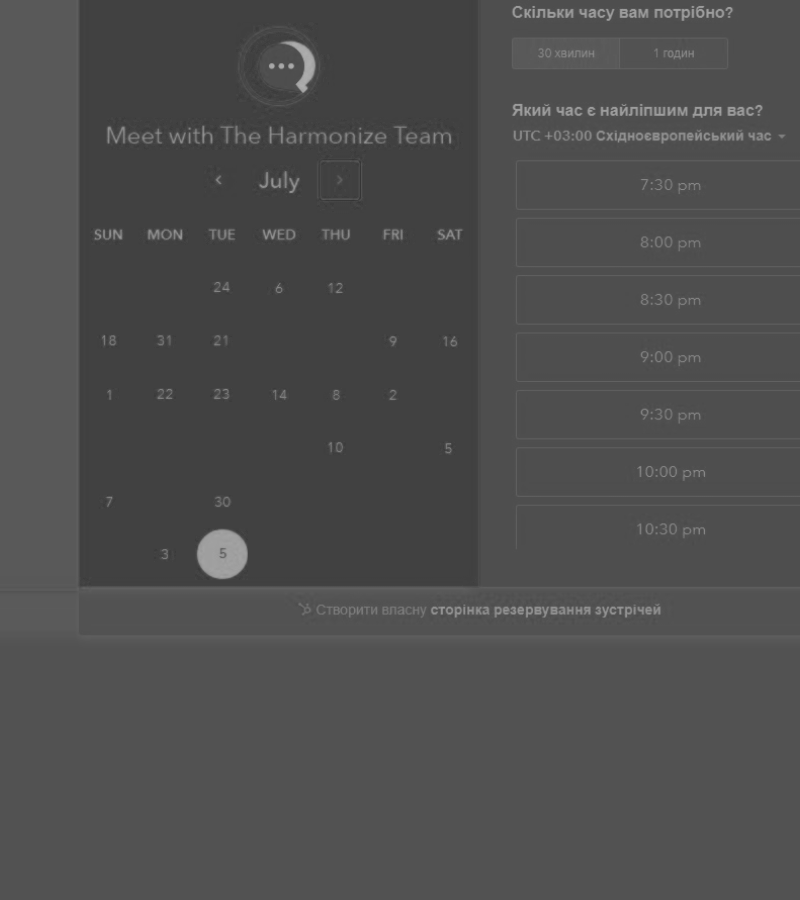 Meet with The Harmonize Team
July
SUN MON TUE WED THU FRI SAT
24 6 12
18 31 21 9 16
1 22 23 14 8 2
10 5
7 30
3 5
Скільки часу вам потрібно?
30 хвилин 1 годин
Який час є найліпшим для вас?
UTC +03:00 Східноєвропейський час
7:30 pm
8:00 pm
8:30 pm
9:00 pm
9:30 pm
10:00 pm
10:30 pm
Створити власну сторінка резервування зустрічей